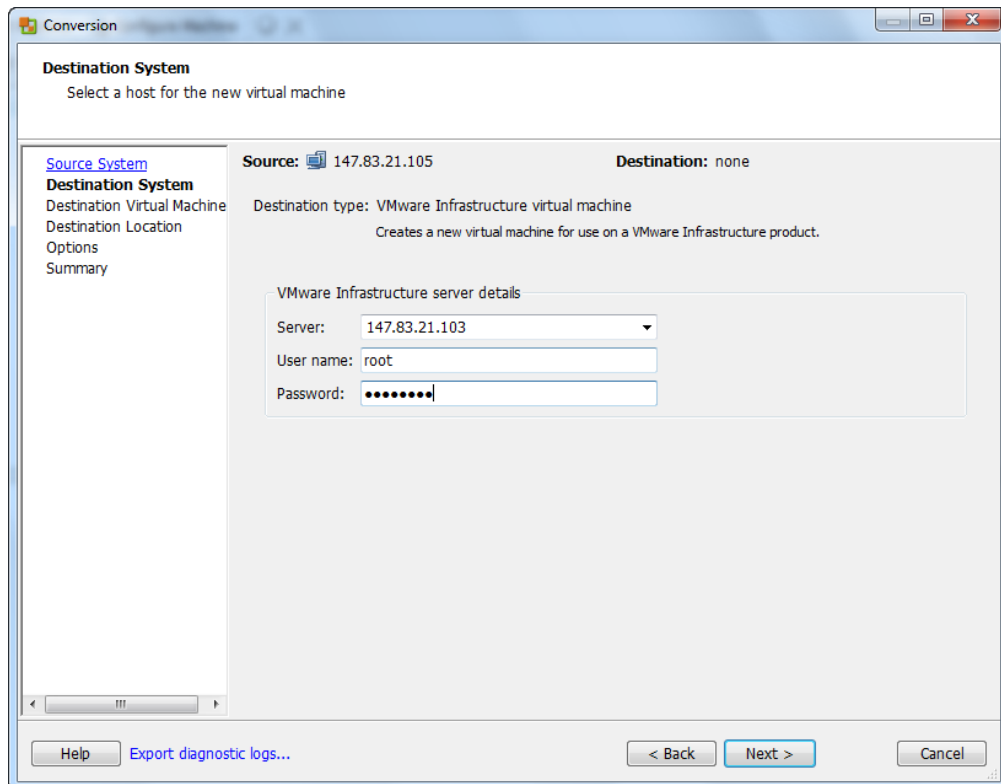 Conversion
Destination System
Select a host for the new virtual machine
Source System
Destination System
Destination Virtual Machine
Destination Location
Options
Summary
Source: 147.83.21.105 Destination: none
Destination type: VMware Infrastructure virtual machine
Creates a new virtual machine for use on a VMware Infrastructure product.
VMware Infrastructure server details
Server: 147.83.21.103
User name: root
Password: ●●●●●●●●
Help Export diagnostic logs... < Back Next > Cancel